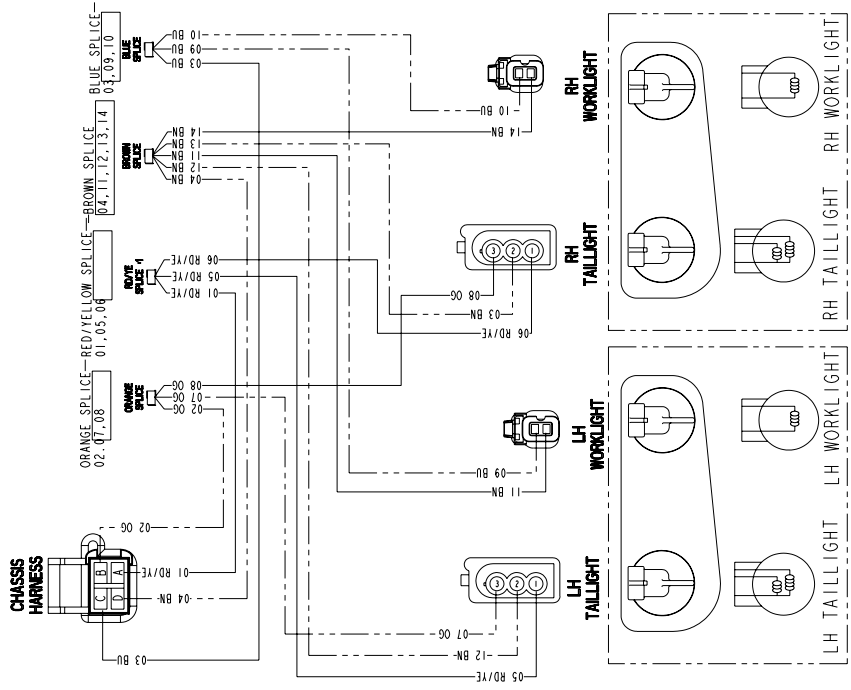 BLUE SPLICE
03,09,10
BLUE
SPLICE
10 BU
09 BU
03 BU
BROWN SPLICE
04,11,12,13,14
BROWN
SPLICE
14 BN
13 BN
11 BN
12 BN
04 BN
RED/YELLOW SPLICE
01,05,06
RD/YE
SPLICE -1
06 RD/YE
05 RD/YE
01 RD/YE
ORANGE SPLICE
02,07,08
ORANGE
SPLICE
08 OG
07 OG
02 OG
CHASSIS
HARNESS
B
A
C
D
02 OG
01 RD/YE
04 BN
03 BU
10 BU
14 BN
RH
WORKLIGHT
3
2
1
08 OG
03 BN
06 RD/YE
RH
TAILLIGHT
09 BU
11 BN
LH
WORKLIGHT
3
2
1
07 OG
12 BN
05 RD/YE
LH
TAILLIGHT
RH WORKLIGHT
RH TAILLIGHT
LH WORKLIGHT
LH TAILLIGHT